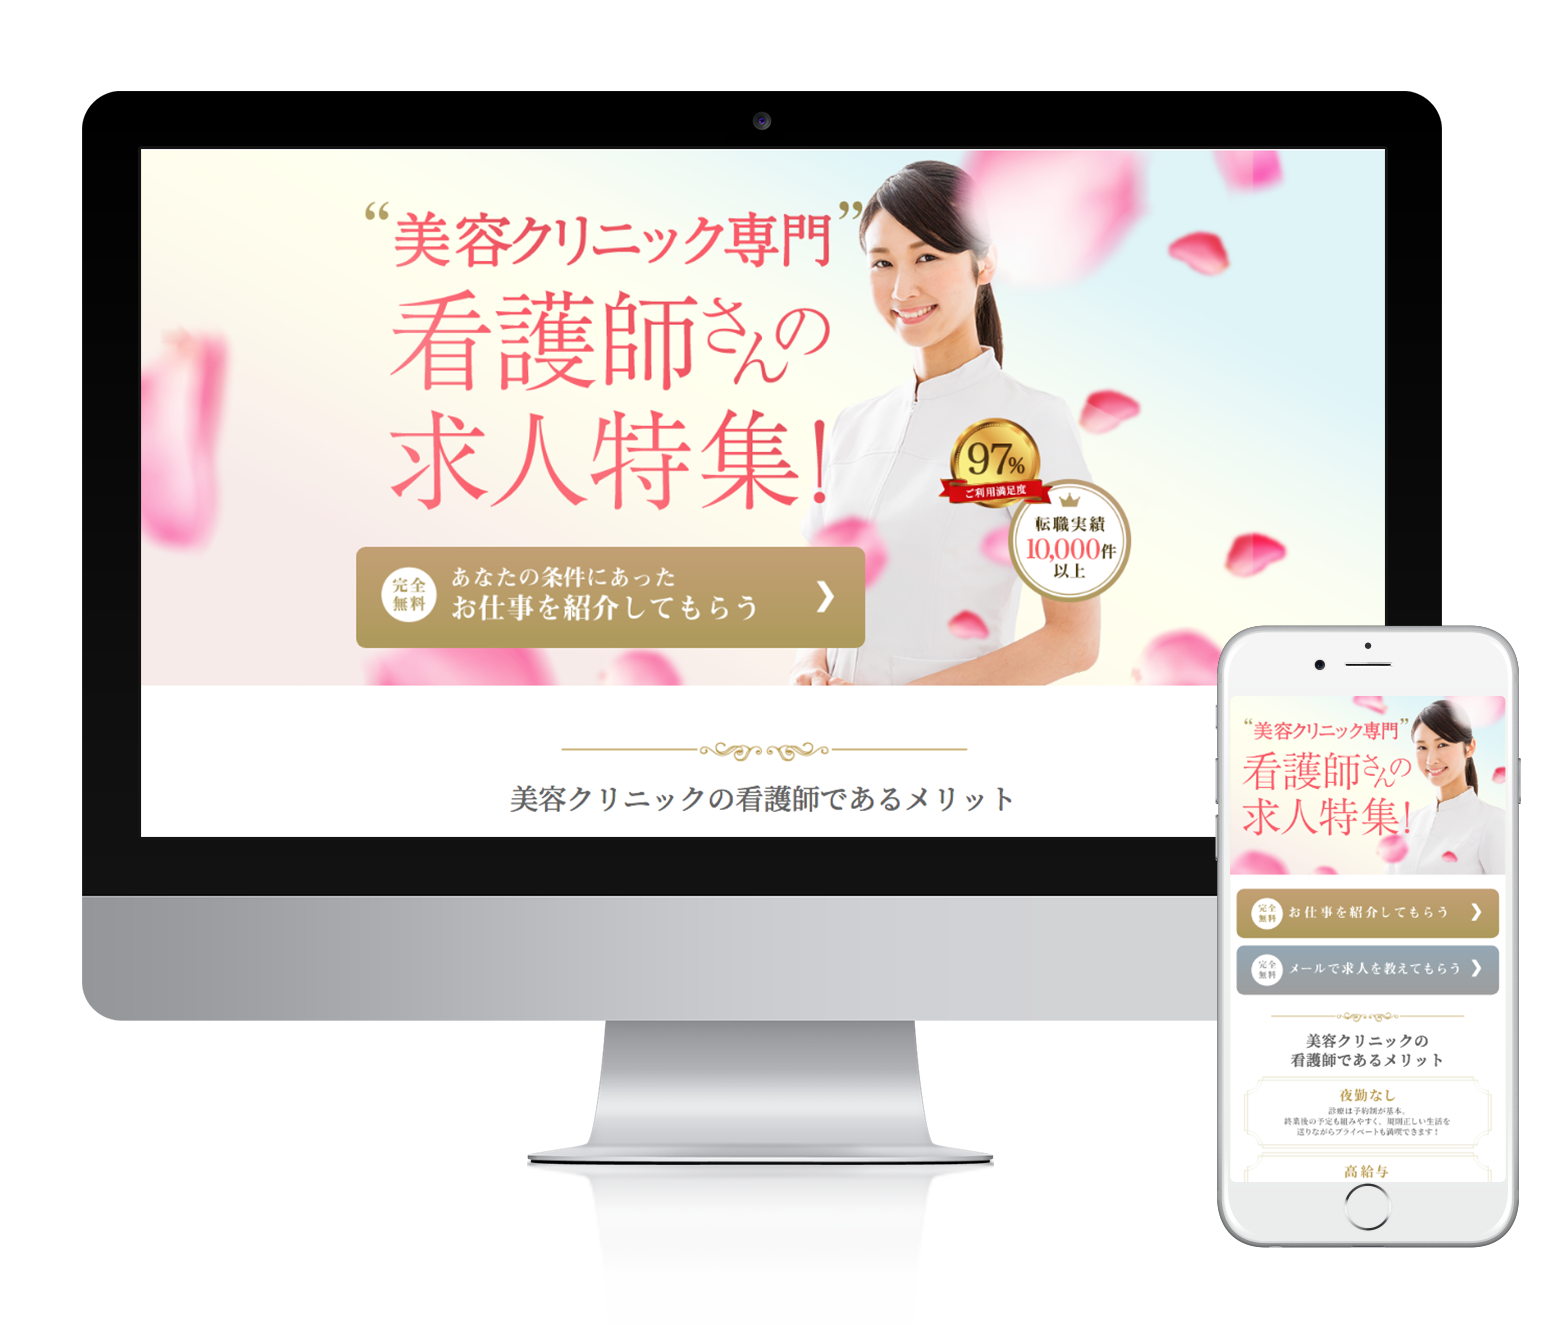 “美容クリニック専門”
看護師さんの
求人特集!
97%
ご利用満足度
転職実績
10,000件
以上
完全
無料
あなたの条件にあった
お仕事を紹介してもらう
美容クリニックの看護師であるメリット
“美容クリニック専門”
看護師さんの
求人特集!
完全
無料
お仕事を紹介してもらう
完全
無料
メールで求人を教えてもらう
美容クリニックの
看護師であるメリット
夜勤なし
診療は予約制が基本。
終業後の予定も組みやすく、規則正しい生活を
送りながらプライベートも満喫できます!
高給与